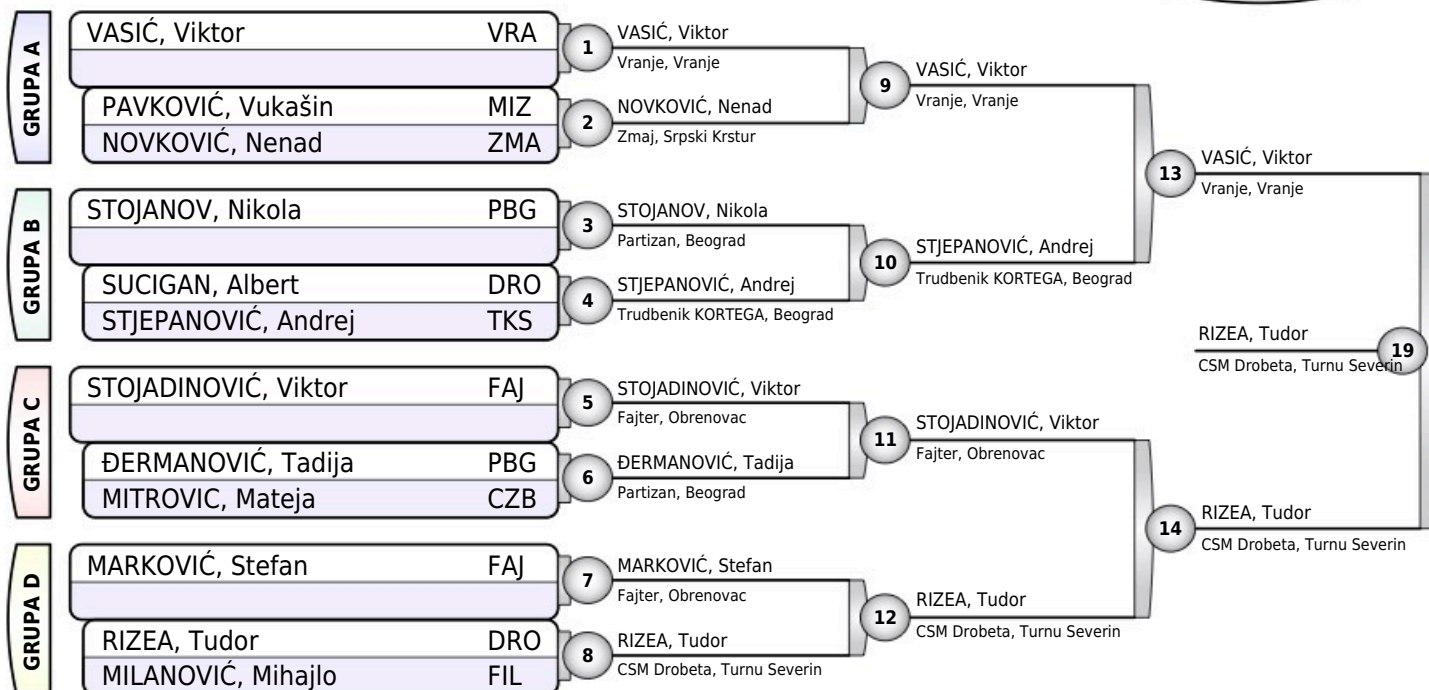 GRUPA A
VASIĆ, Viktor VRA
PAVKOVIĆ, Vukašin MIZ
NOVKOVIĆ, Nenad ZMA
GRUPA B
STOJANOV, Nikola PBG
SUCIGAN, Albert DRO
STJEPANOVIĆ, Andrej TKS
GRUPA C
STOJADINOVIĆ, Viktor FAJ
ĐERMANOVIĆ, Tadija PBG
MITROVIC, Mateja CZB
GRUPA D
MARKOVIĆ, Stefan FAJ
RIZEA, Tudor DRO
MILANOVIĆ, Mihajlo FIL
1
VASIĆ, Viktor
Vranje, Vranje
2
NOVKOVIĆ, Nenad
Zmaj, Srpski Krstur
3
STOJANOV, Nikola
Partizan, Beograd
4
STJEPANOVIĆ, Andrej
Trudbenik KORTEGA, Beograd
5
STOJADINOVIĆ, Viktor
Fajter, Obrenovac
6
ĐERMANOVIĆ, Tadija
Partizan, Beograd
7
MARKOVIĆ, Stefan
Fajter, Obrenovac
8
RIZEA, Tudor
CSM Drobeta, Turnu Severin
9
VASIĆ, Viktor
Vranje, Vranje
10
STJEPANOVIĆ, Andrej
Trudbenik KORTEGA, Beograd
11
STOJADINOVIĆ, Viktor
Fajter, Obrenovac
12
RIZEA, Tudor
CSM Drobeta, Turnu Severin
13
VASIĆ, Viktor
Vranje, Vranje
14
RIZEA, Tudor
CSM Drobeta, Turnu Severin
RIZEA, Tudor
19
CSM Drobeta, Turnu Severin